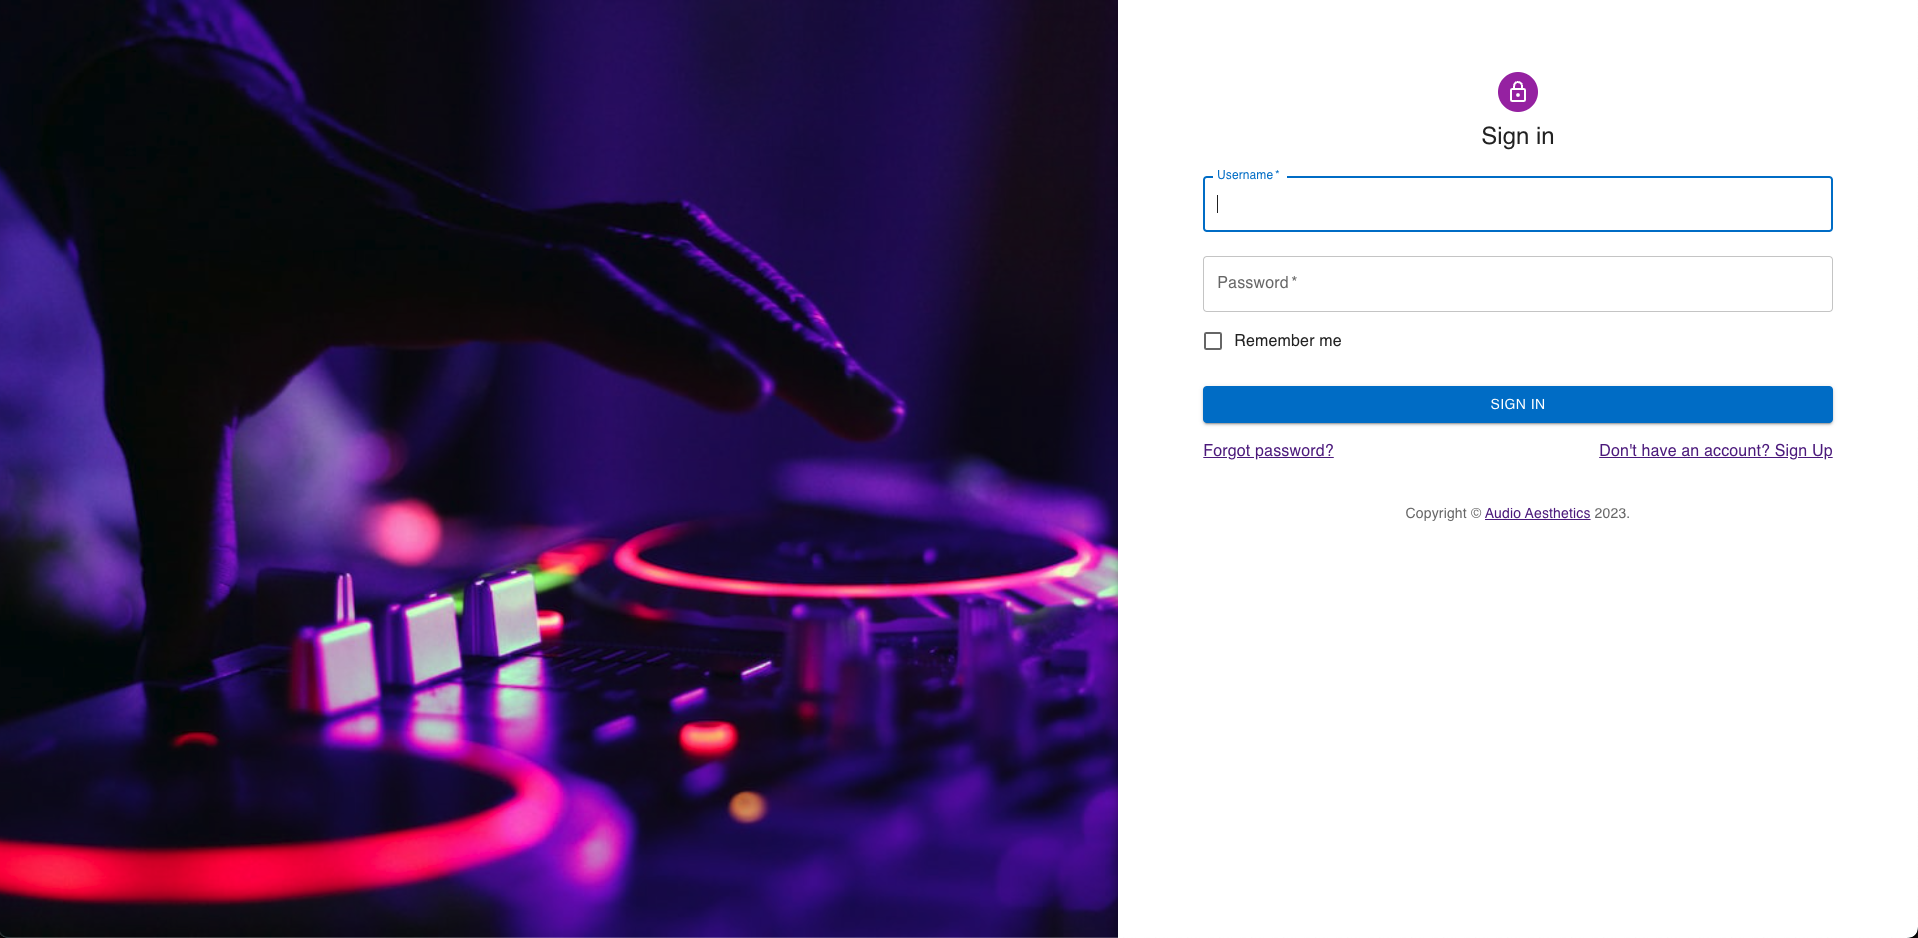 Sign in
Username *
Password *
Remember me
SIGN IN
Forgot password? Don't have an account? Sign Up
Copyright © Audio Aesthetics 2023.